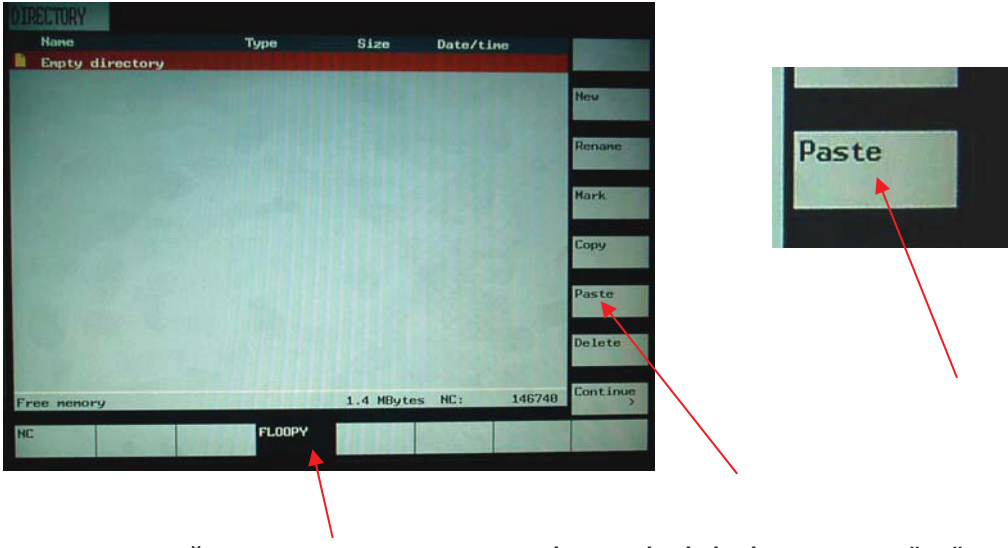 DIRECTORY
Name Type Size Date/time
Empty directory
New
Rename
Mark
Copy
Paste
Delete
Continue >
Free memory 1.4 MBytes NC: 146740
NC FLOOPY
Paste